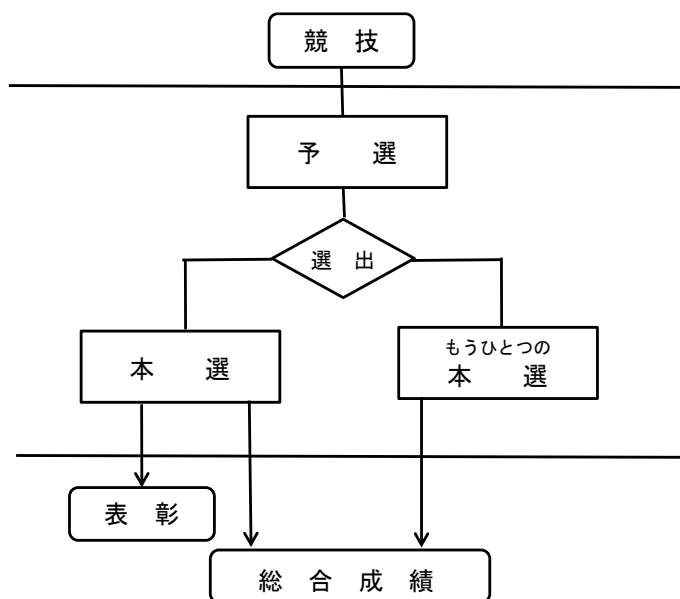 競 技
予 選
選 出
本 選
もうひとつの
本 選
表 彰
総 合 成 績